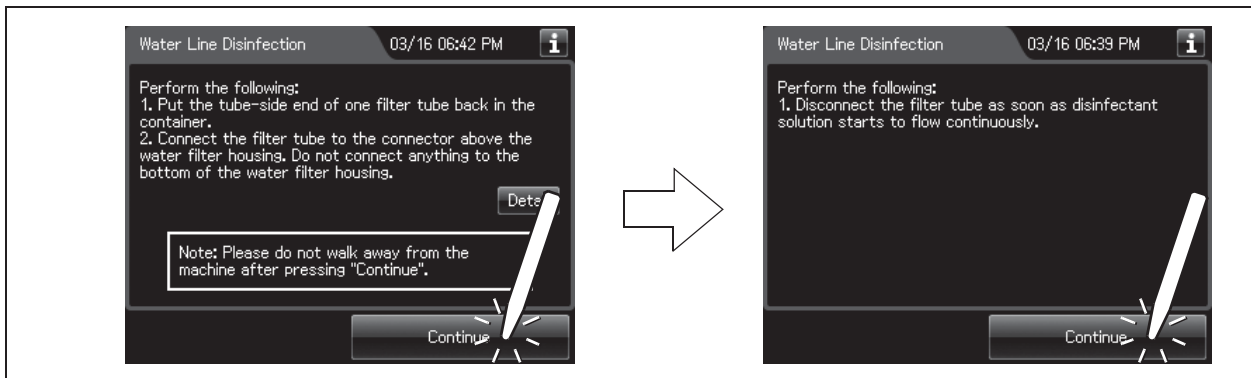 Water Line Disinfection
03/16 06:42 PM
i
Perform the following:
1. Put the tube-side end of one filter tube back in the
container.
2. Connect the filter tube to the connector above the
water filter housing. Do not connect anything to the
bottom of the water filter housing.
Note: Please do not walk away from the
machine after pressing "Continue".
Continue
Water Line Disinfection
03/16 06:39 PM
i
Perform the following:
1. Disconnect the filter tube as soon as disinfectant
solution starts to flow continuously.
Continue